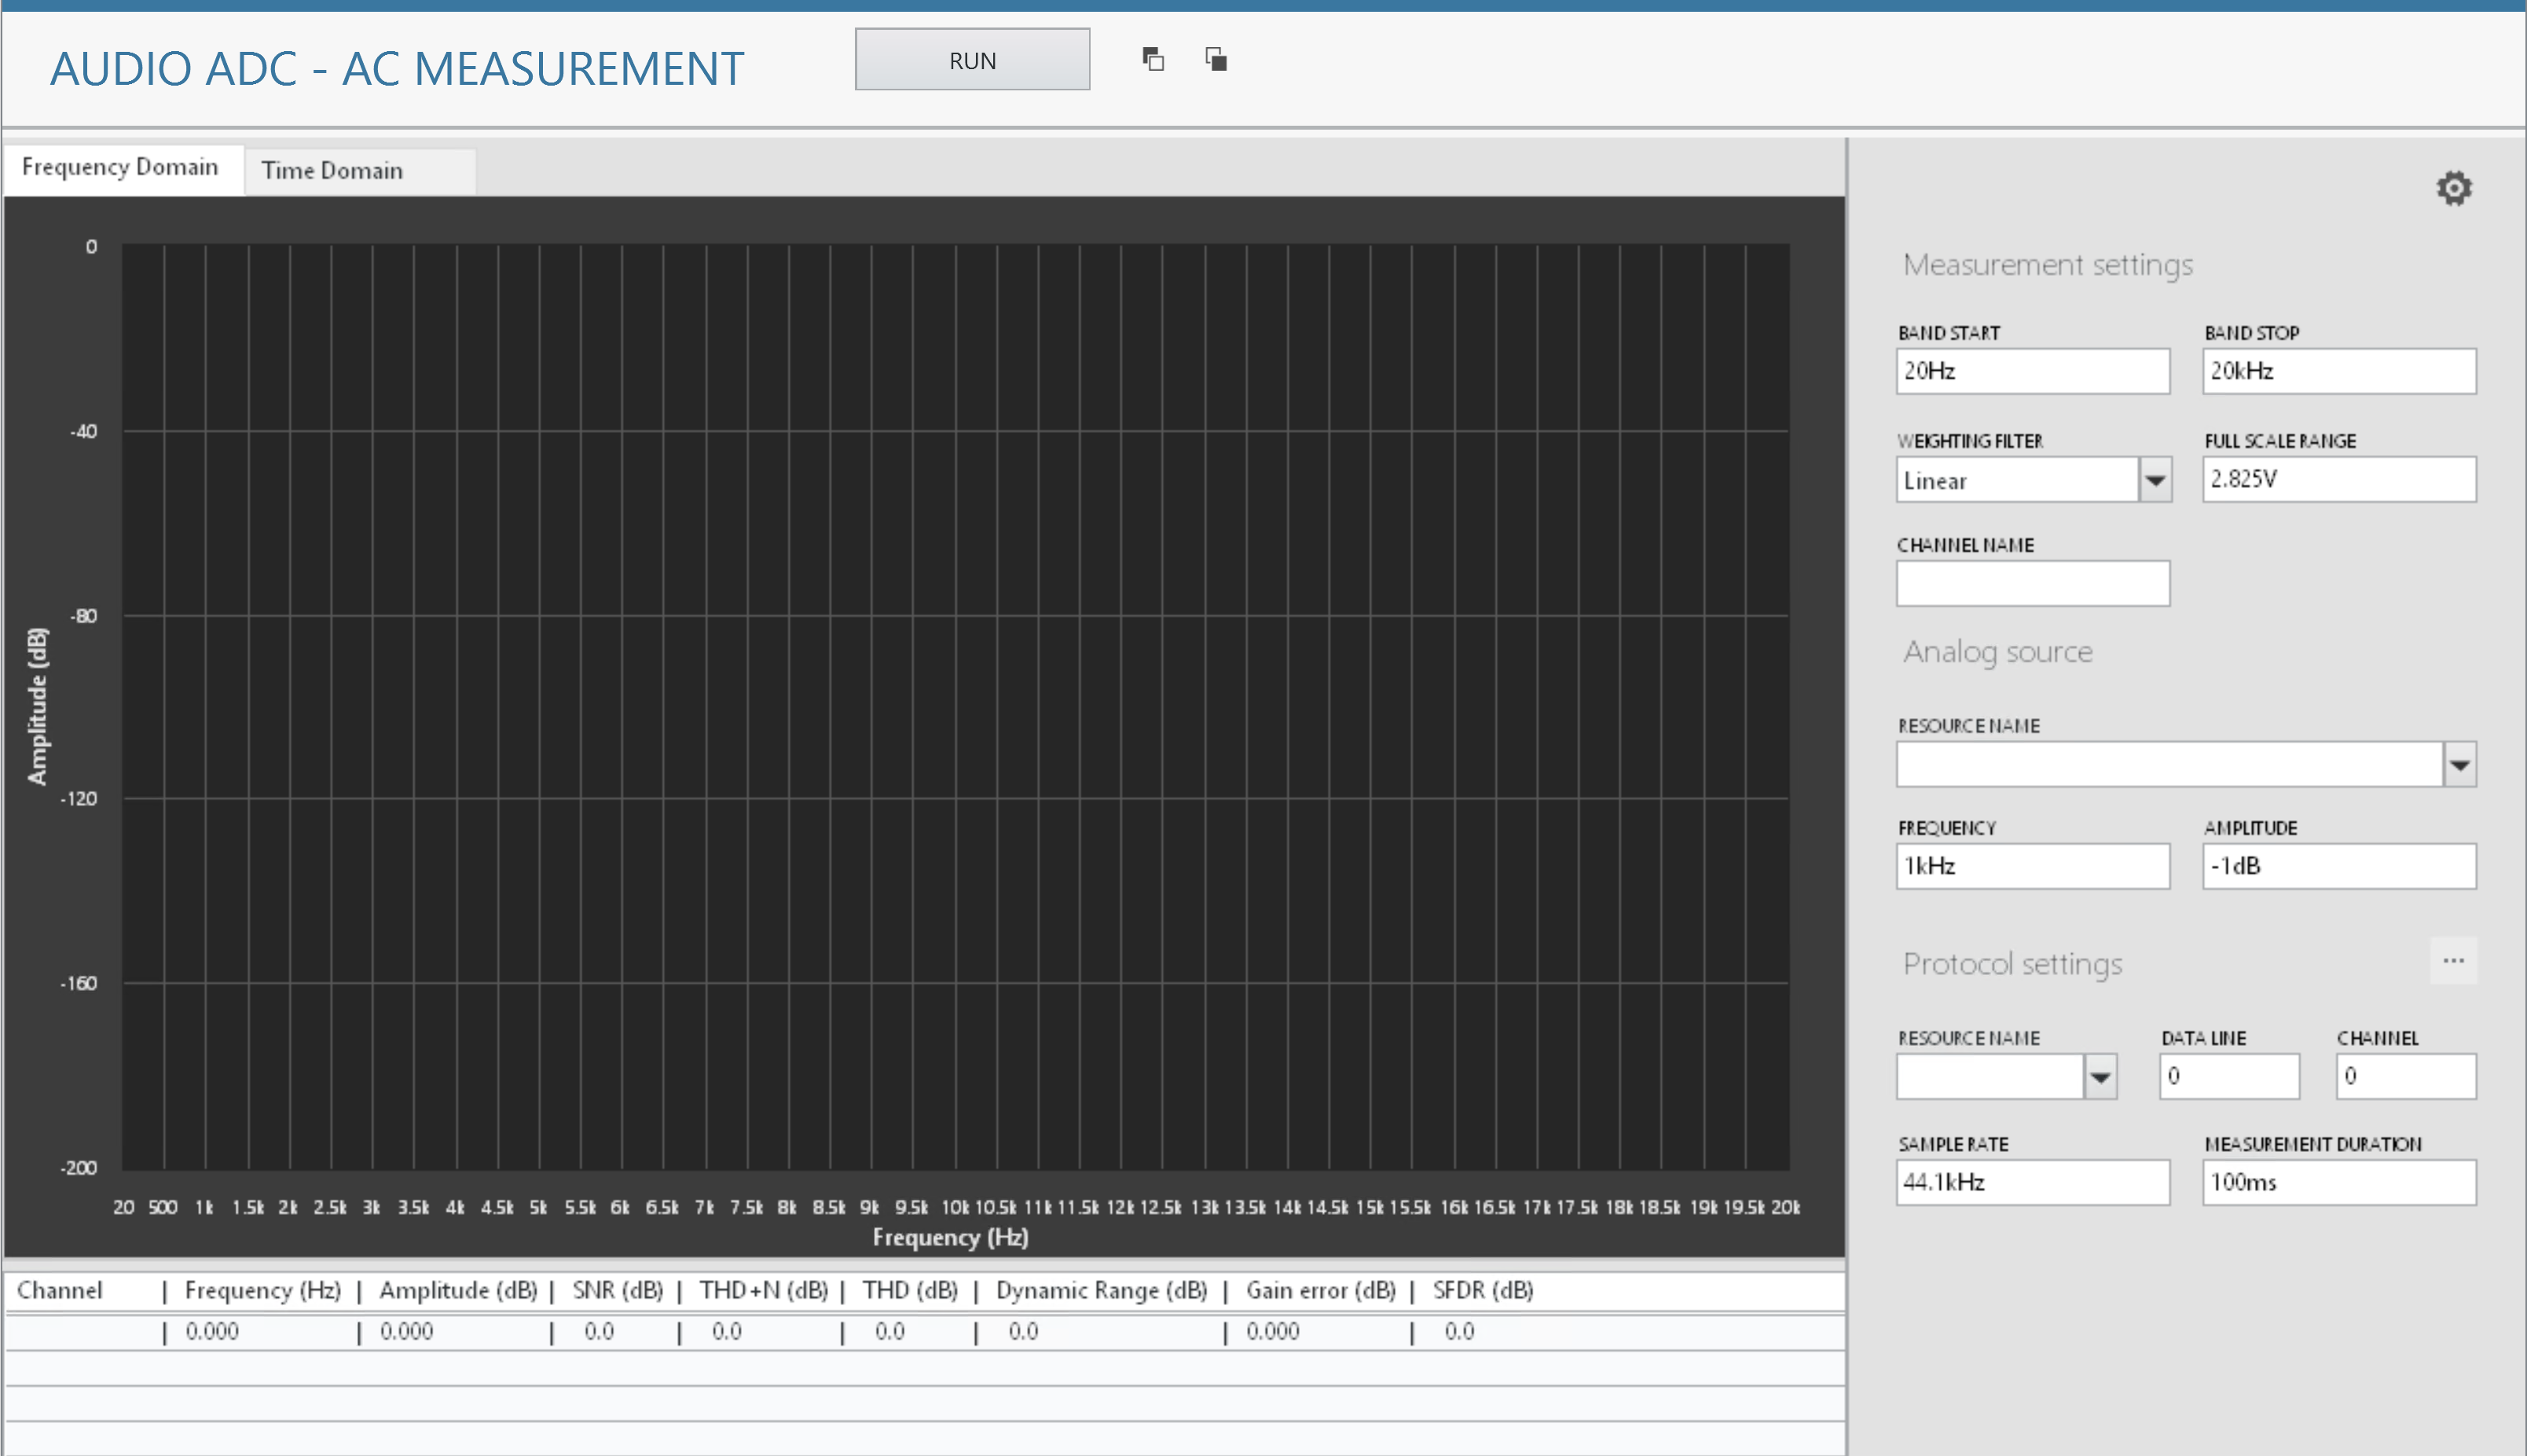 AUDIO ADC - AC MEASUREMENT
RUN
Frequency Domain
Time Domain
0
-40
-80
-120
-160
-200
Amplitude (dB)
20 500 1k 1.5k 2k 2.5k 3k 3.5k 4k 4.5k 5k 5.5k 6k 6.5k 7k 7.5k 8k 8.5k 9k 9.5k 10k 10.5k 11k 11.5k 12k 12.5k 13k 13.5k 14k 14.5k 15k 15.5k 16k 16.5k 17k 17.5k 18k 18.5k 19k 19.5k 20k
Frequency (Hz)
Channel | Frequency (Hz) | Amplitude (dB) | SNR (dB) | THD+N (dB) | THD (dB) | Dynamic Range (dB) | Gain error (dB) | SFDR (dB)
| 0.000 | 0.000 | 0.0 | 0.0 | 0.0 | 0.0 | 0.000 | 0.0
Measurement settings
BAND START BAND STOP
20Hz 20kHz
WEIGHTING FILTER FULL SCALE RANGE
Linear 2.825V
CHANNEL NAME
Analog source
RESOURCE NAME
FREQUENCY AMPLITUDE
1kHz -1dB
Protocol settings ...
RESOURCE NAME DATA LINE CHANNEL
0 0
SAMPLE RATE MEASUREMENT DURATION
44.1kHz 100ms